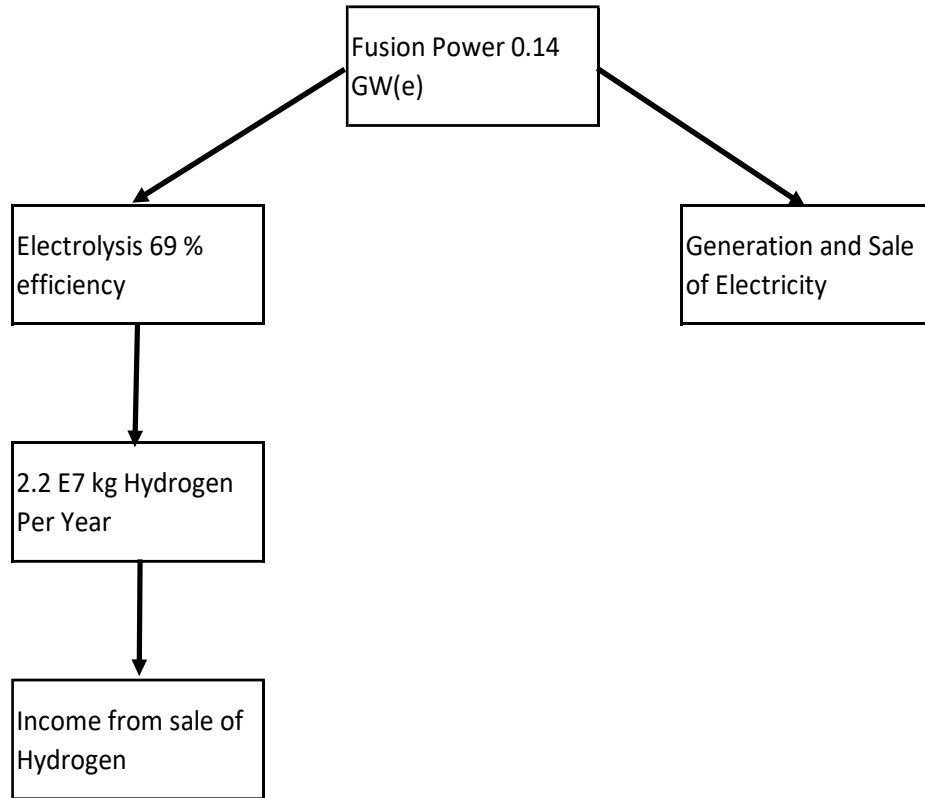 Fusion Power 0.14
GW(e)
Electrolysis 69 %
efficiency
Generation and Sale
of Electricity
2.2 E7 kg Hydrogen
Per Year
Income from sale of
Hydrogen